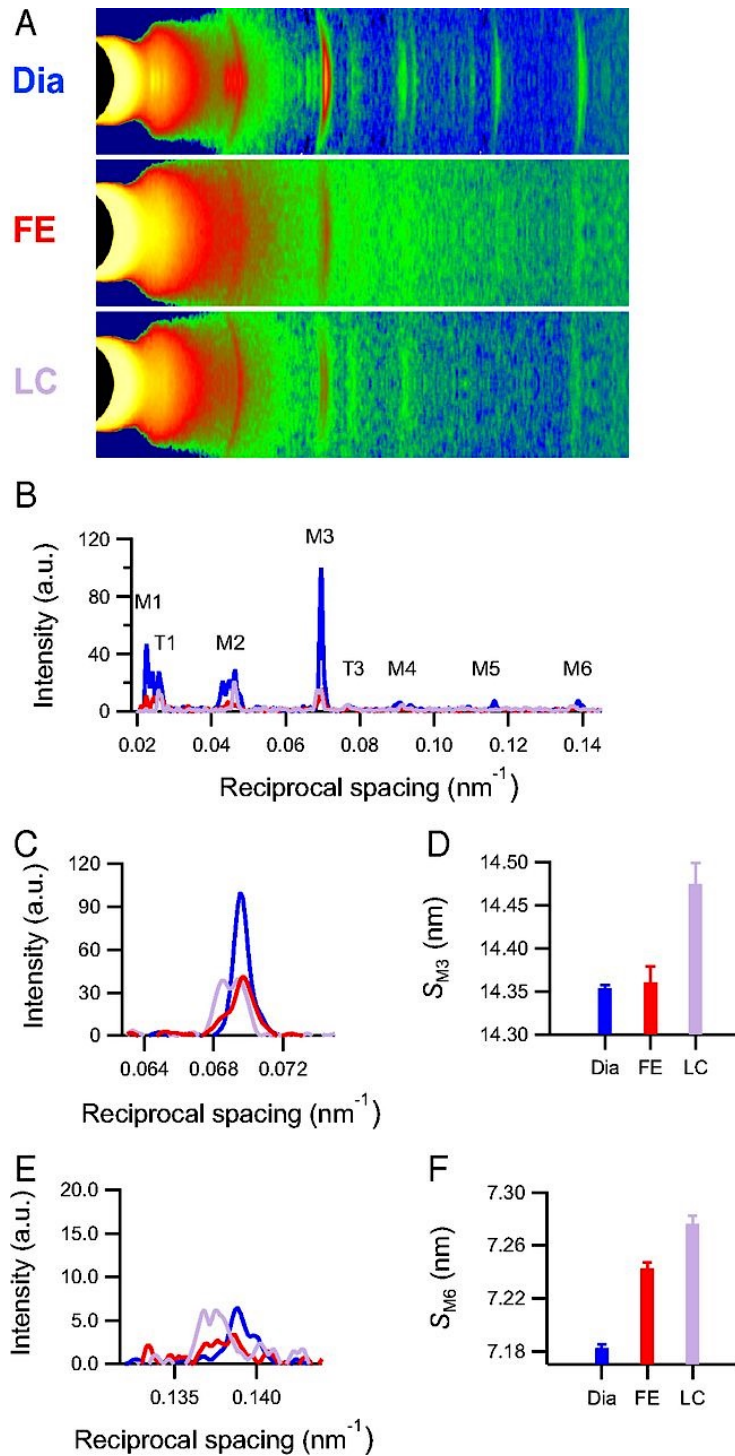 A
Dia
FE
LC
B
Intensity (a.u.)
120
80
40
0
M1
T1
M2
M3
T3
M4
M5
M6
0.02 0.04 0.06 0.08 0.10 0.12 0.14
Reciprocal spacing (nm-1)
C
Intensity (a.u.)
120
90
60
30
0
0.064 0.068 0.072
Reciprocal spacing (nm-1)
D
SM3 (nm)
14.50
14.45
14.40
14.35
14.30
Dia FE LC
E
Intensity (a.u.)
20.0
15.0
10.0
5.0
0.0
0.135 0.140
Reciprocal spacing (nm-1)
F
SM6 (nm)
7.30
7.26
7.22
7.18
Dia FE LC